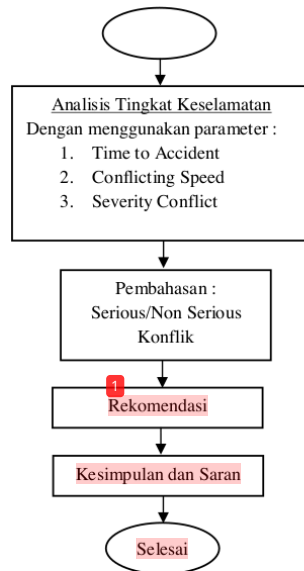 Analisis Tingkat Keselamatan
Dengan menggunakan parameter :
1. Time to Accident
2. Conflicting Speed
3. Severity Conflict
Pembahasan :
Serious/Non Serious
Konflik
1
Rekomendasi
Kesimpulan dan Saran
Selesai